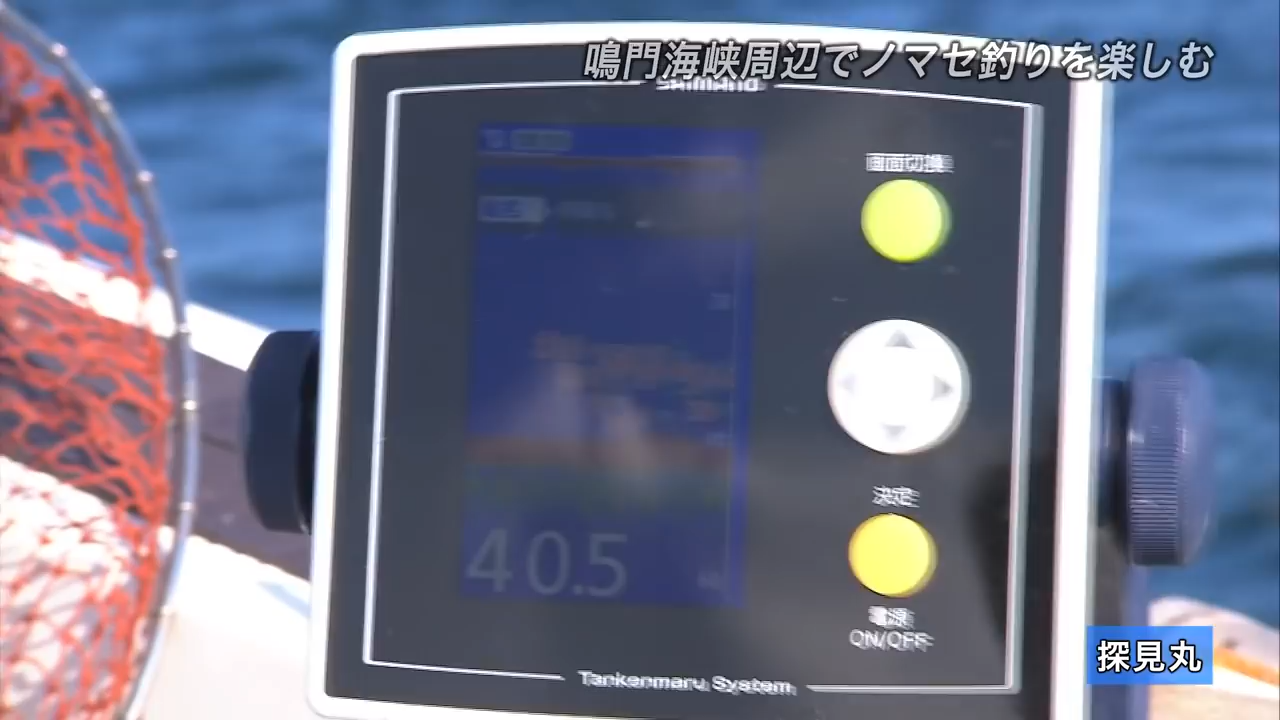 鳴門海峡周辺でノマセ釣りを楽しむ
SHIMANO
画面切換
決定
40.5
電源
ON/OFF
Tankenmaru System
探見丸